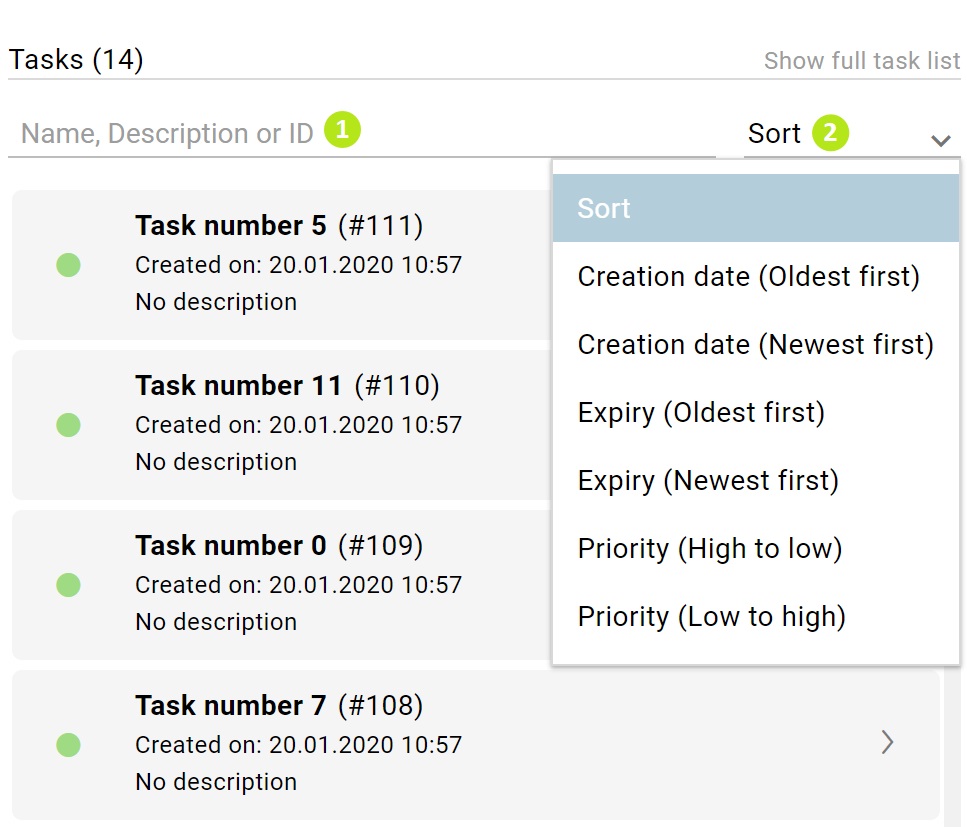 Tasks (14)
Show full task list
Name, Description or ID 1
Sort 2
Sort
Creation date (Oldest first)
Creation date (Newest first)
Expiry (Oldest first)
Expiry (Newest first)
Priority (High to low)
Priority (Low to high)
Task number 5 (#111)
Created on: 20.01.2020 10:57
No description
Task number 11 (#110)
Created on: 20.01.2020 10:57
No description
Task number 0 (#109)
Created on: 20.01.2020 10:57
No description
Task number 7 (#108)
Created on: 20.01.2020 10:57
No description